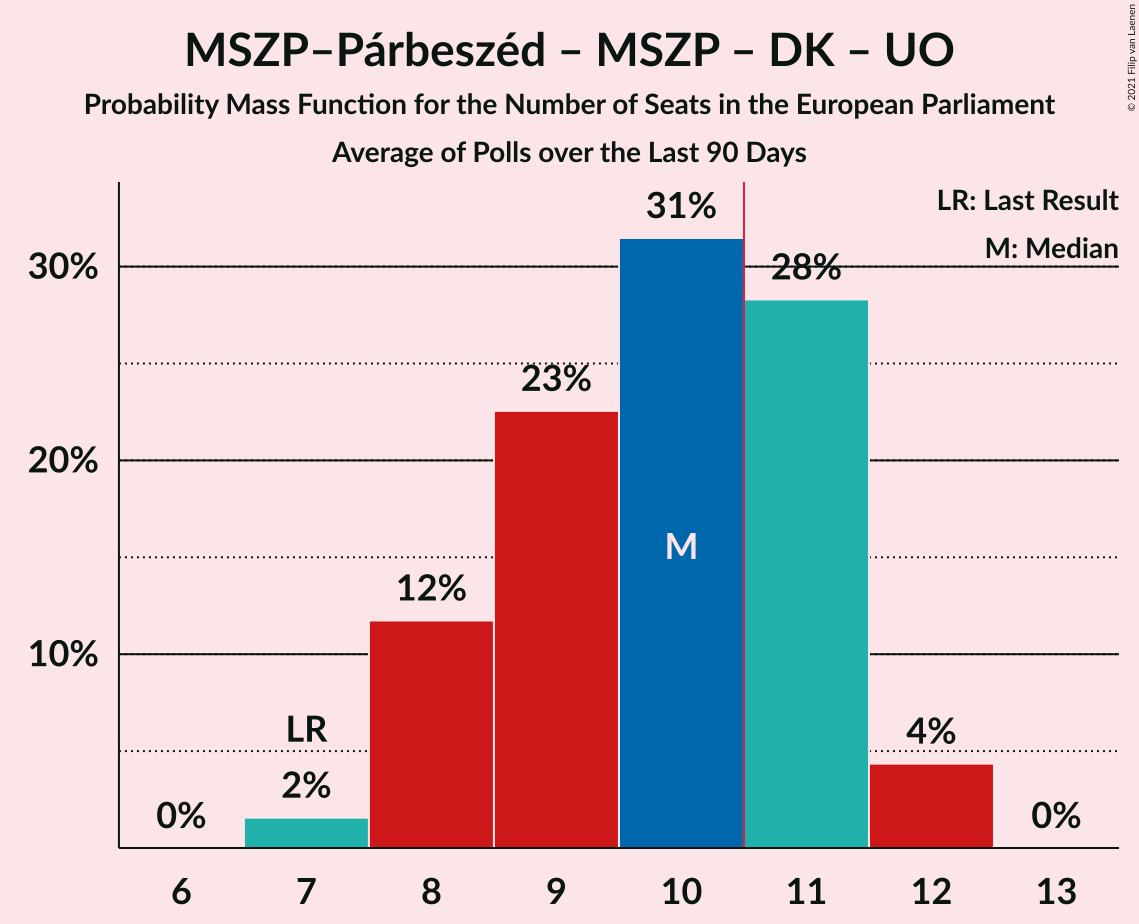 MSZP–Párbeszéd – MSZP – DK – UO
Probability Mass Function for the Number of Seats in the European Parliament
Average of Polls over the Last 90 Days
© 2021 Filip van Laenen
LR: Last Result
M: Median
30%
20%
10%
0%
LR
2%
12%
23%
31%
M
28%
4%
0%
6 7 8 9 10 11 12 13